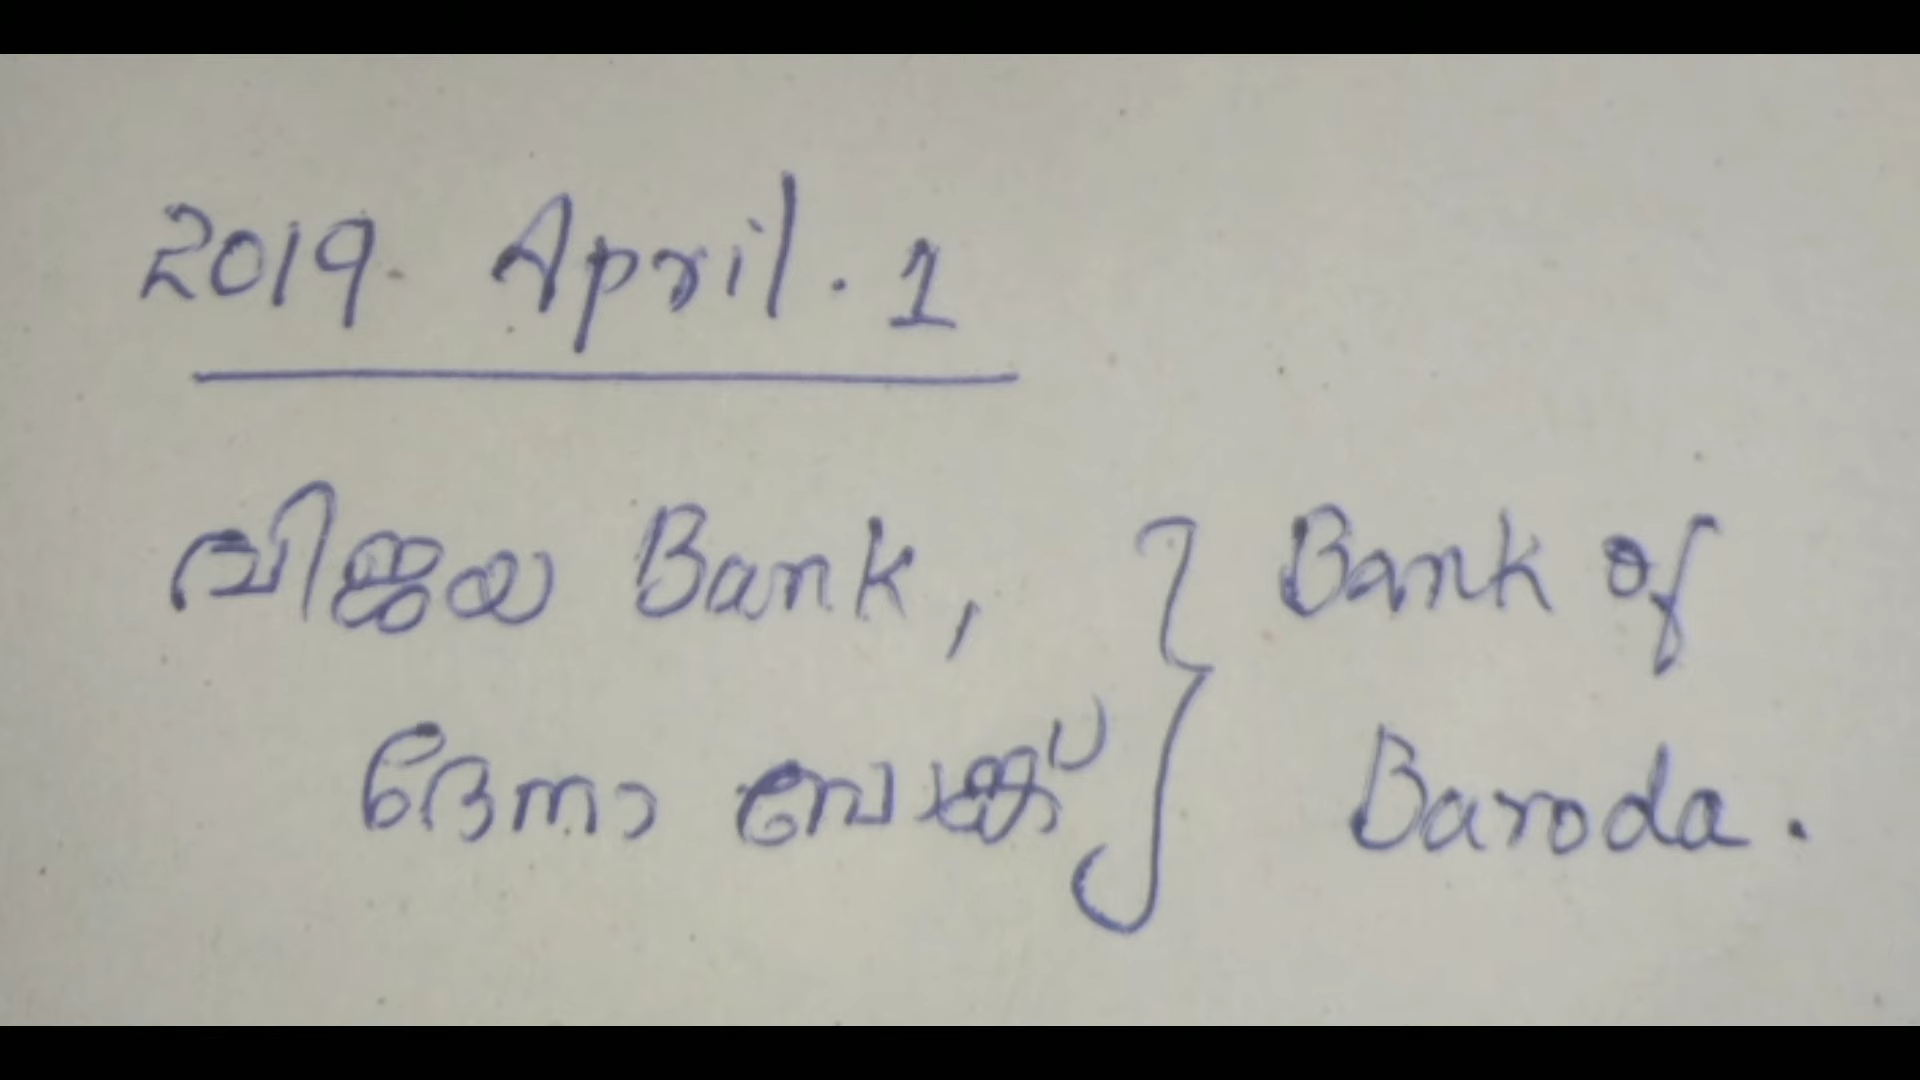 2019. April. 1
വിജയ Bank, } Bank of
ദേനാ ബേങ്ക് } Baroda.